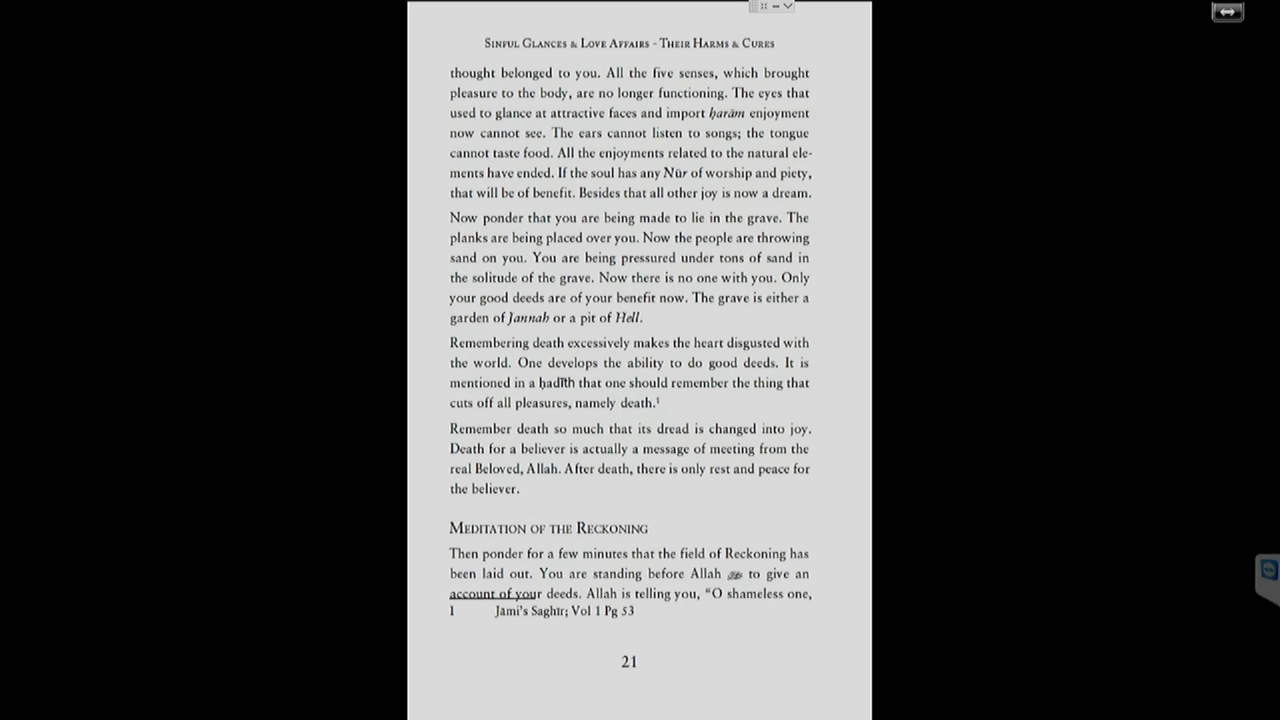 Sinful Glances & Love Affairs - Their Harms & Cures
thought belonged to you. All the five senses, which brought
pleasure to the body, are no longer functioning. The eyes that
used to glance at attractive faces and import ḥarām enjoyment
now cannot see. The ears cannot listen to songs; the tongue
cannot taste food. All the enjoyments related to the natural ele-
ments have ended. If the soul has any Nūr of worship and piety,
that will be of benefit. Besides that all other joy is now a dream.
Now ponder that you are being made to lie in the grave. The
planks are being placed over you. Now the people are throwing
sand on you. You are being pressured under tons of sand in
the solitude of the grave. Now there is no one with you. Only
your good deeds are of your benefit now. The grave is either a
garden of Jannah or a pit of Hell.
Remembering death excessively makes the heart disgusted with
the world. One develops the ability to do good deeds. It is
mentioned in a ḥadīth that one should remember the thing that
cuts off all pleasures, namely death.¹
Remember death so much that its dread is changed into joy.
Death for a believer is actually a message of meeting from the
real Beloved, Allah. After death, there is only rest and peace for
the believer.
Meditation of the Reckoning
Then ponder for a few minutes that the field of Reckoning has
been laid out. You are standing before Allah to give an
account of your deeds. Allah is telling you, "O shameless one,
1 Jami's Saghīr; Vol 1 Pg 53
21